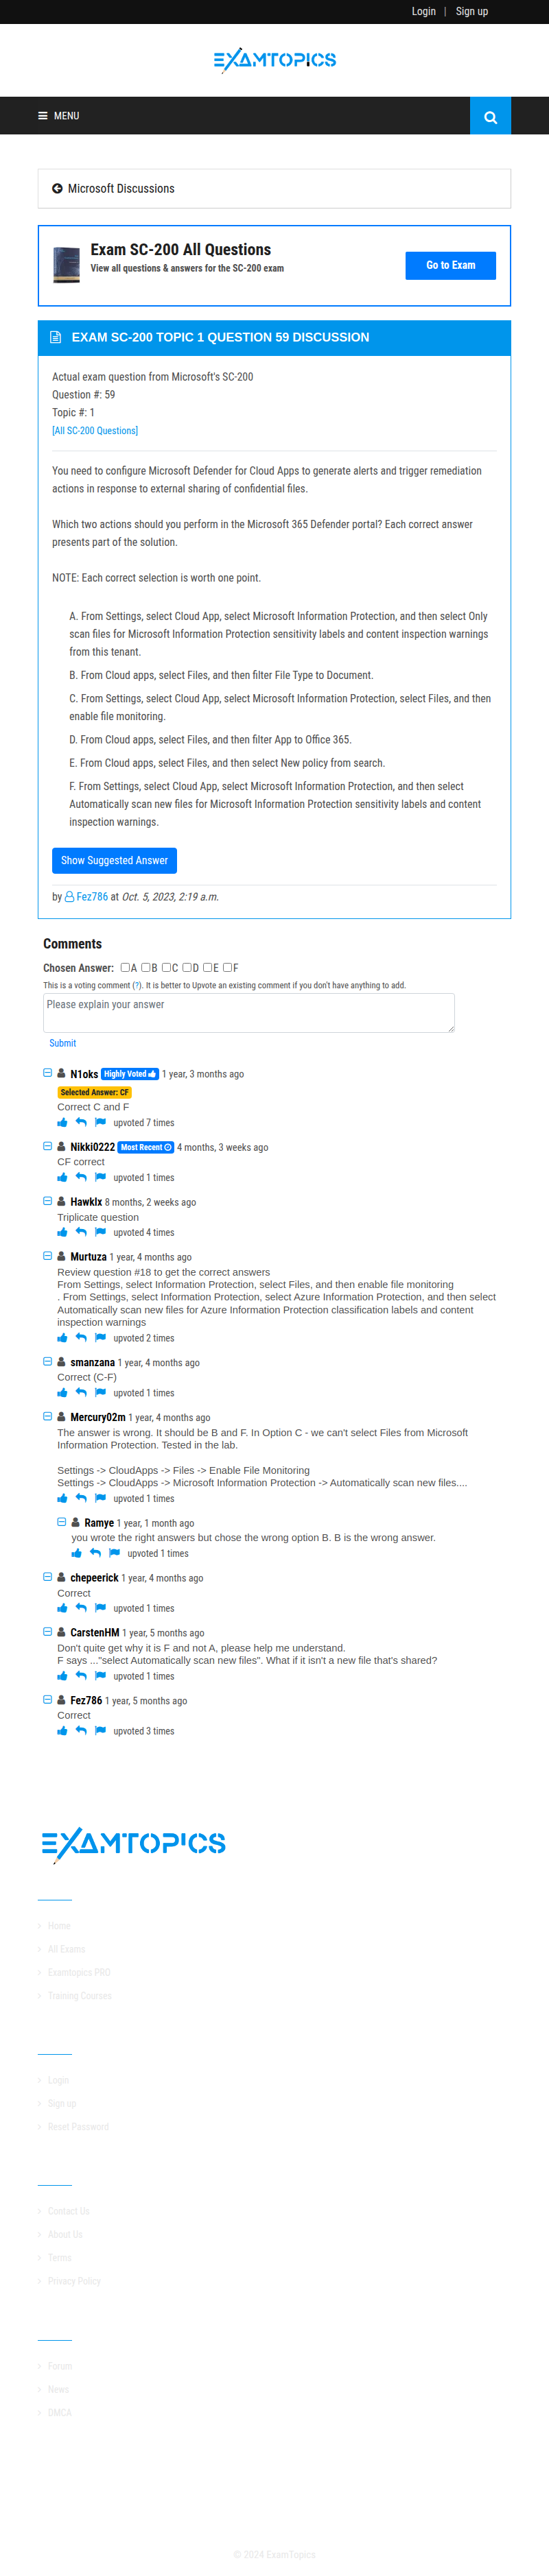 Login | Sign up
EXAMTOPICS
MENU
Microsoft Discussions
Exam SC-200 All Questions
View all questions & answers for the SC-200 exam
Go to Exam
EXAM SC-200 TOPIC 1 QUESTION 59 DISCUSSION
Actual exam question from Microsoft's SC-200
Question #: 59
Topic #: 1
[All SC-200 Questions]
You need to configure Microsoft Defender for Cloud Apps to generate alerts and trigger remediation
actions in response to external sharing of confidential files.
Which two actions should you perform in the Microsoft 365 Defender portal? Each correct answer
presents part of the solution.
NOTE: Each correct selection is worth one point.
A. From Settings, select Cloud App, select Microsoft Information Protection, and then select Only
scan files for Microsoft Information Protection sensitivity labels and content inspection warnings
from this tenant.
B. From Cloud apps, select Files, and then filter File Type to Document.
C. From Settings, select Cloud App, select Microsoft Information Protection, select Files, and then
enable file monitoring.
D. From Cloud apps, select Files, and then filter App to Office 365.
E. From Cloud apps, select Files, and then select New policy from search.
F. From Settings, select Cloud App, select Microsoft Information Protection, and then select
Automatically scan new files for Microsoft Information Protection sensitivity labels and content
inspection warnings.
Show Suggested Answer
by Fez786 at Oct. 5, 2023, 2:19 a.m.
Comments
Chosen Answer: A B C D E F
This is a voting comment (?). It is better to Upvote an existing comment if you don't have anything to add.
Please explain your answer
Submit
N1oks Highly Voted 1 year, 3 months ago
Selected Answer: CF
Correct C and F
upvoted 7 times
Nikki0222 Most Recent 4 months, 3 weeks ago
CF correct
upvoted 1 times
Hawklx 8 months, 2 weeks ago
Triplicate question
upvoted 4 times
Murtuza 1 year, 4 months ago
Review question #18 to get the correct answers
From Settings, select Information Protection, select Files, and then enable file monitoring
. From Settings, select Information Protection, select Azure Information Protection, and then select
Automatically scan new files for Azure Information Protection classification labels and content
inspection warnings
upvoted 2 times
smanzana 1 year, 4 months ago
Correct (C-F)
upvoted 1 times
Mercury02m 1 year, 4 months ago
The answer is wrong. It should be B and F. In Option C - we can't select Files from Microsoft
Information Protection. Tested in the lab.
Settings -> CloudApps -> Files -> Enable File Monitoring
Settings -> CloudApps -> Microsoft Information Protection -> Automatically scan new files....
upvoted 1 times
Ramye 1 year, 1 month ago
you wrote the right answers but chose the wrong option B. B is the wrong answer.
upvoted 1 times
chepeerick 1 year, 4 months ago
Correct
upvoted 1 times
CarstenHM 1 year, 5 months ago
Don't quite get why it is F and not A, please help me understand.
F says ..."select Automatically scan new files". What if it isn't a new file that's shared?
upvoted 1 times
Fez786 1 year, 5 months ago
Correct
upvoted 3 times
EXAMTOPICS
Home
All Exams
Examtopics PRO
Training Courses
Login
Sign up
Reset Password
Contact Us
About Us
Terms
Privacy Policy
Forum
News
DMCA
© 2024 ExamTopics